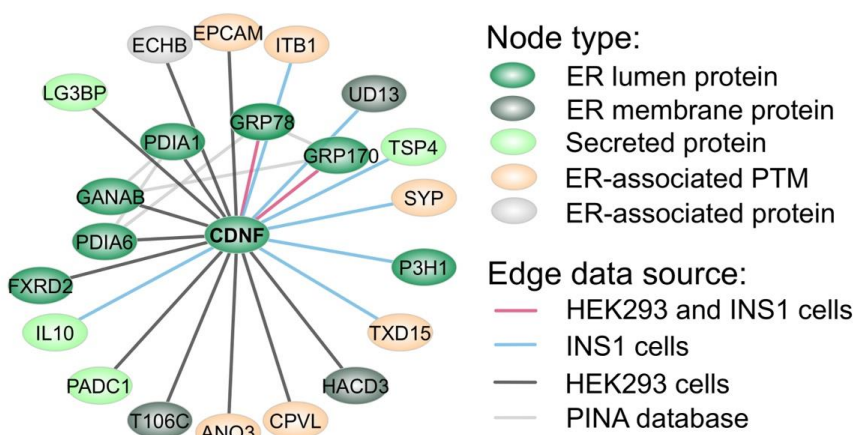 EPCAM
ECHB
ITB1
LG3BP
UD13
GRP78
PDIA1
TSP4
GRP170
GANAB
SYP
CDNF
PDIA6
P3H1
FXRD2
IL10
TXD15
PADC1
HACD3
T106C
CPVL
ANO3
Node type:
ER lumen protein
ER membrane protein
Secreted protein
ER-associated PTM
ER-associated protein
Edge data source:
HEK293 and INS1 cells
INS1 cells
HEK293 cells
PINA database